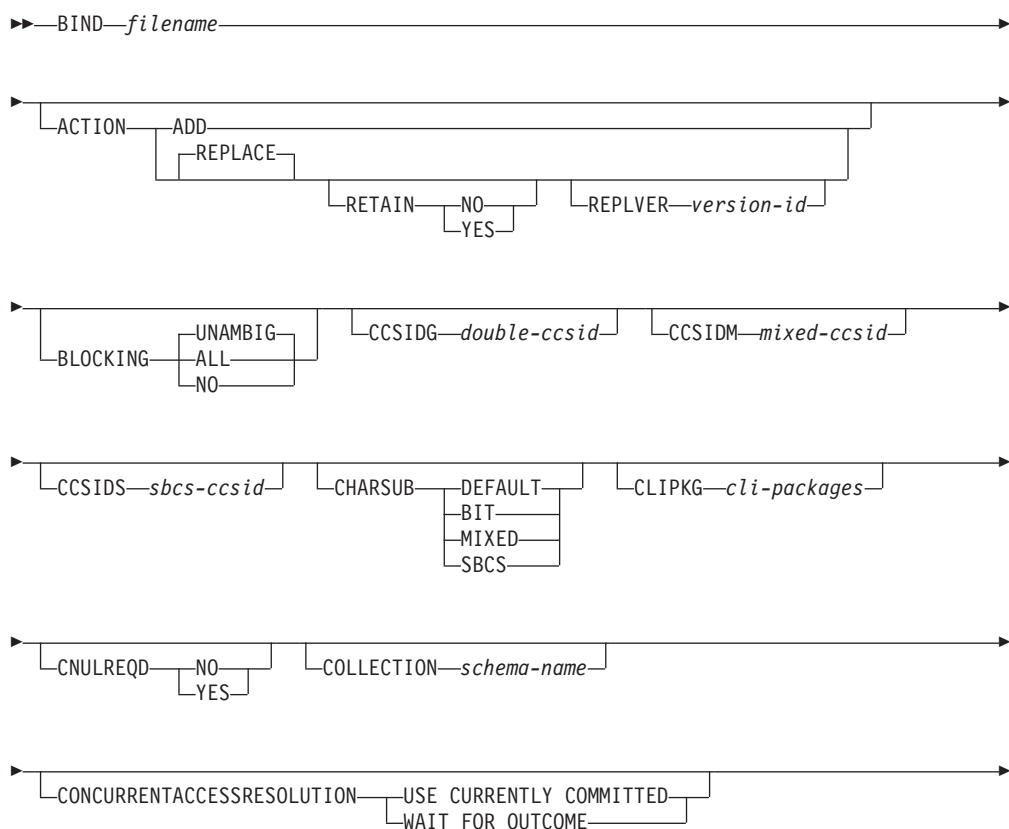 BIND filename
ACTION ADD
REPLACE
RETAIN NO REPLVER version-id
YES
UNAMBIG CCSIDG double-ccsid CCSIDM mixed-ccsid
BLOCKING ALL
NO
CCSIDS sbcs-ccsid CHARSUB DEFAULT CLIPKG cli-packages
BIT
MIXED
SBCS
CNULREQD NO COLLECTION schema-name
YES
CONCURRENTACCESSRESOLUTION USE CURRENTLY COMMITTED
WAIT FOR OUTCOME